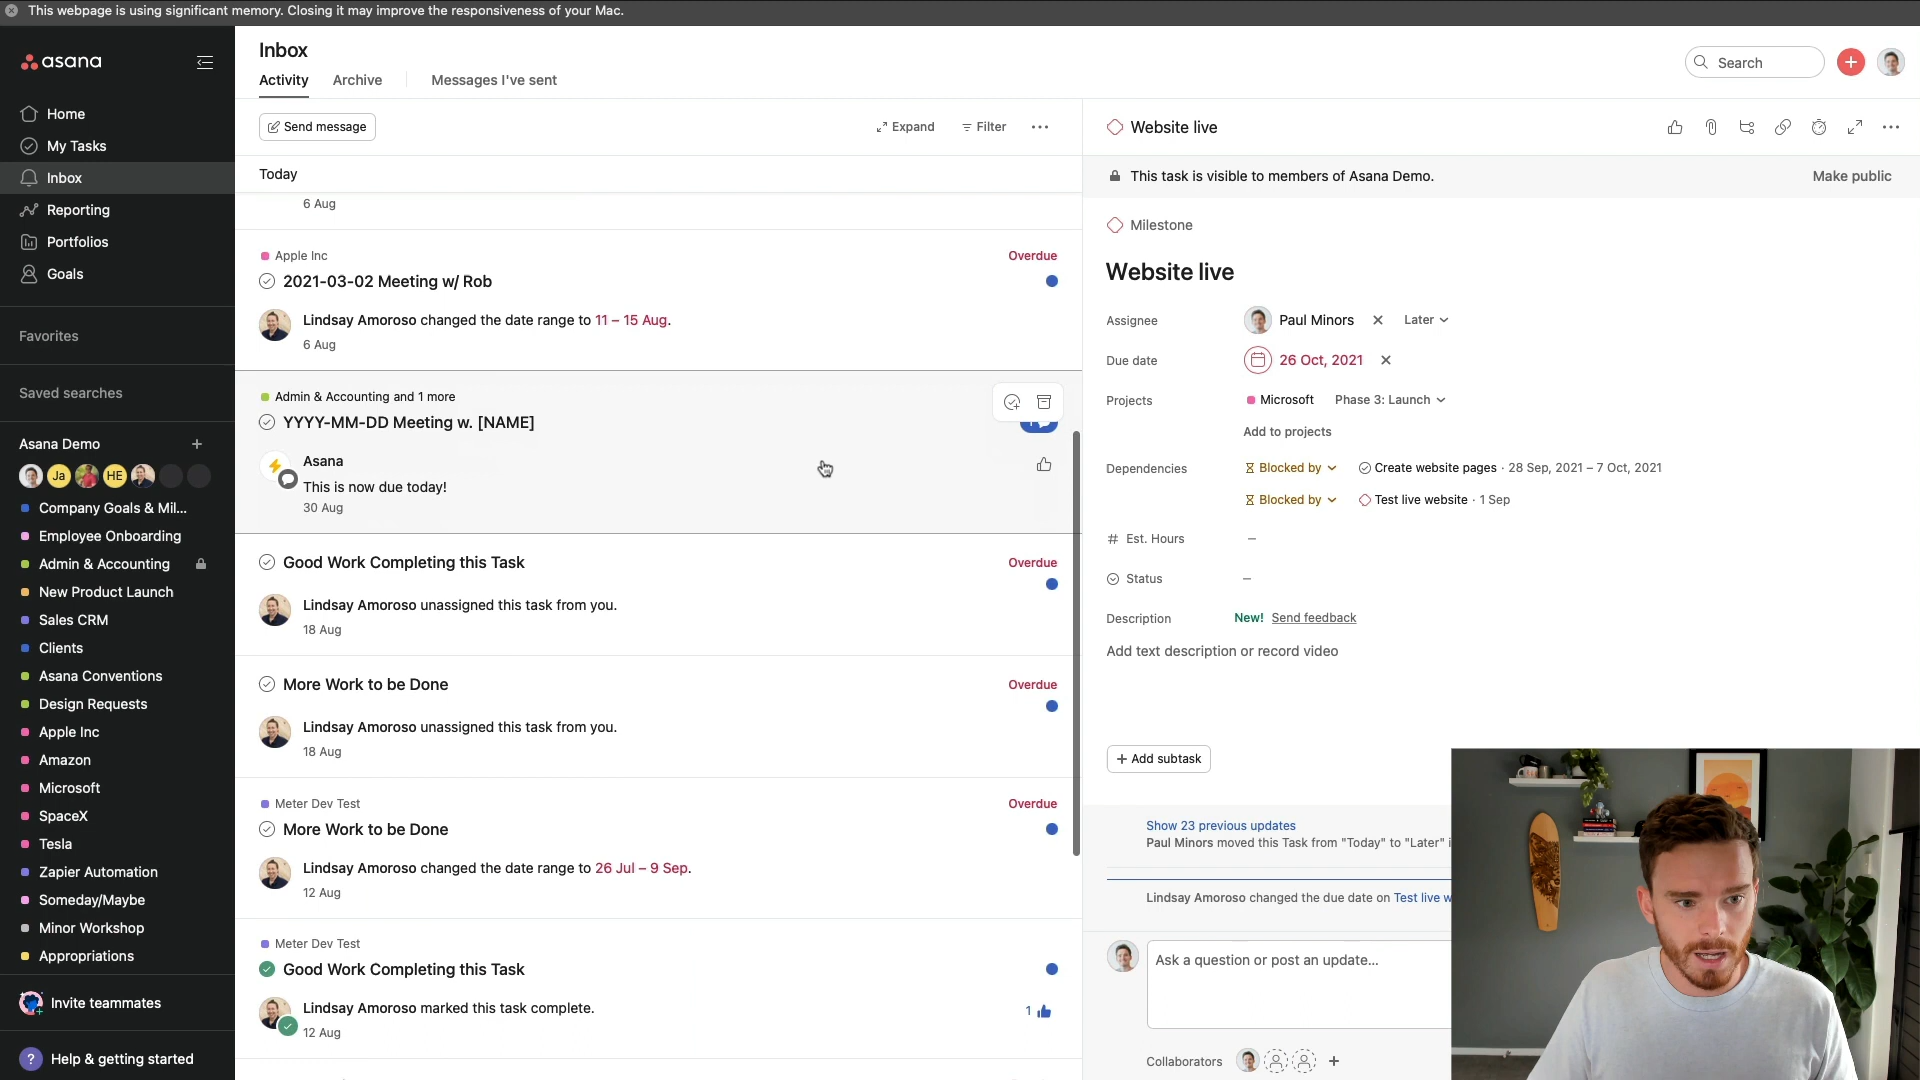 This webpage is using significant memory. Closing it may improve the responsiveness of your Mac.
asana
Home
My Tasks
Inbox
Reporting
Portfolios
Goals
Favorites
Saved searches
Asana Demo
Ja
HE
Company Goals & Mil...
Employee Onboarding
Admin & Accounting
New Product Launch
Sales CRM
Clients
Asana Conventions
Design Requests
Apple Inc
Amazon
Microsoft
SpaceX
Tesla
Zapier Automation
Someday/Maybe
Minor Workshop
Appropriations
Invite teammates
? Help & getting started
Inbox
Activity Archive Messages I've sent
Search
Send message Expand Filter
Today
6 Aug
Apple Inc Overdue
2021-03-02 Meeting w/ Rob
Lindsay Amoroso changed the date range to 11 – 15 Aug.
6 Aug
Admin & Accounting and 1 more
YYYY-MM-DD Meeting w. [NAME]
Asana
This is now due today!
30 Aug
Good Work Completing this Task Overdue
Lindsay Amoroso unassigned this task from you.
18 Aug
More Work to be Done Overdue
Lindsay Amoroso unassigned this task from you.
18 Aug
Meter Dev Test Overdue
More Work to be Done
Lindsay Amoroso changed the date range to 26 Jul – 9 Sep.
12 Aug
Meter Dev Test
Good Work Completing this Task
Lindsay Amoroso marked this task complete. 1
12 Aug
Website live
This task is visible to members of Asana Demo. Make public
Milestone
Website live
Assignee Paul Minors Later
Due date 26 Oct, 2021
Projects Microsoft Phase 3: Launch
Add to projects
Dependencies Blocked by Create website pages · 28 Sep, 2021 – 7 Oct, 2021
Blocked by Test live website · 1 Sep
# Est. Hours –
Status –
Description New! Send feedback
Add text description or record video
+ Add subtask
Show 23 previous updates
Paul Minors moved this Task from "Today" to "Later" i
Lindsay Amoroso changed the due date on Test live w
Ask a question or post an update...
Collaborators +